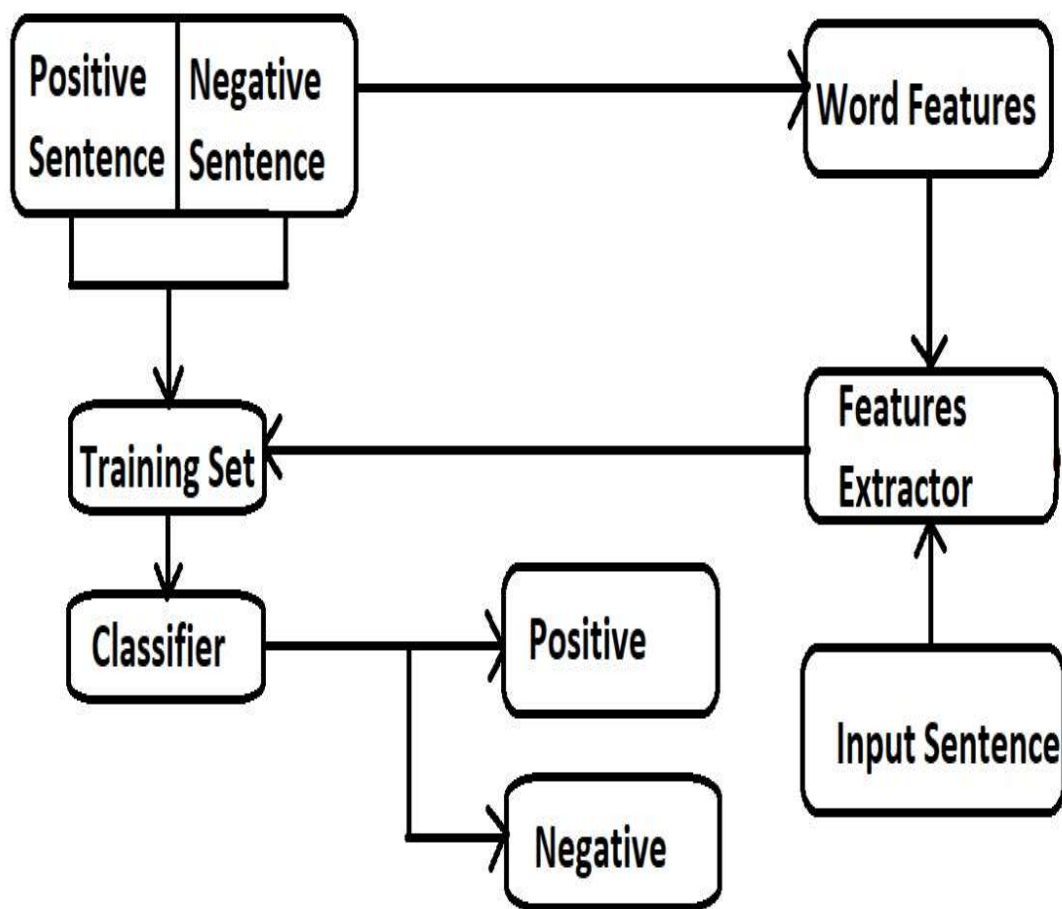 Positive
Sentence
Negative
Sentence
Word Features
Features
Extractor
Training Set
Classifier
Positive
Input Sentence
Negative